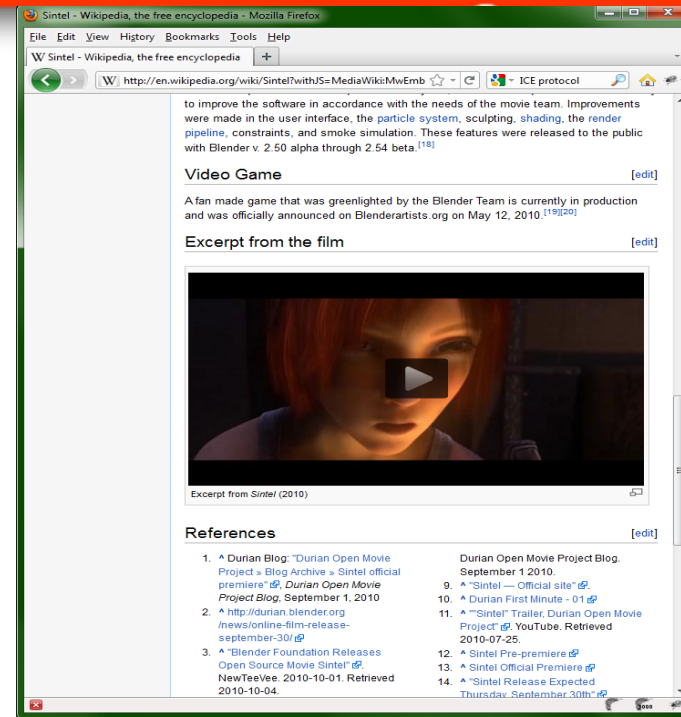 Sintel - Wikipedia, the free encyclopedia - Mozilla Firefox
File Edit View History Bookmarks Tools Help
W Sintel - Wikipedia, the free encyclopedia +
W http://en.wikipedia.org/wiki/Sintel?withJS=MediaWiki:MwEmb ICE protocol
to improve the software in accordance with the needs of the movie team. Improvements
were made in the user interface, the particle system, sculpting, shading, the render
pipeline, constraints, and smoke simulation. These features were released to the public
with Blender v. 2.50 alpha through 2.54 beta.[18]
Video Game [edit]
A fan made game that was greenlighted by the Blender Team is currently in production
and was officially announced on Blenderartists.org on May 12, 2010.[19][20]
Excerpt from the film [edit]
Excerpt from Sintel (2010)
References [edit]
1. ^ Durian Blog: "Durian Open Movie
Project » Blog Archive » Sintel official
premiere", Durian Open Movie
Project Blog, September 1, 2010
2. ^ http://durian.blender.org
/news/online-film-release-
september-30/
3. ^ "Blender Foundation Releases
Open Source Movie Sintel".
NewTeeVee. 2010-10-01. Retrieved
2010-10-04.
Durian Open Movie Project Blog.
September 1 2010.
9. ^ "Sintel — Official site".
10. ^ Durian First Minute - 01
11. ^ ""Sintel" Trailer, Durian Open Movie
Project". YouTube. Retrieved
2010-07-25.
12. ^ Sintel Pre-premiere
13. ^ Sintel Official Premiere
14. ^ "Sintel Release Expected
Thursday, September 30th"